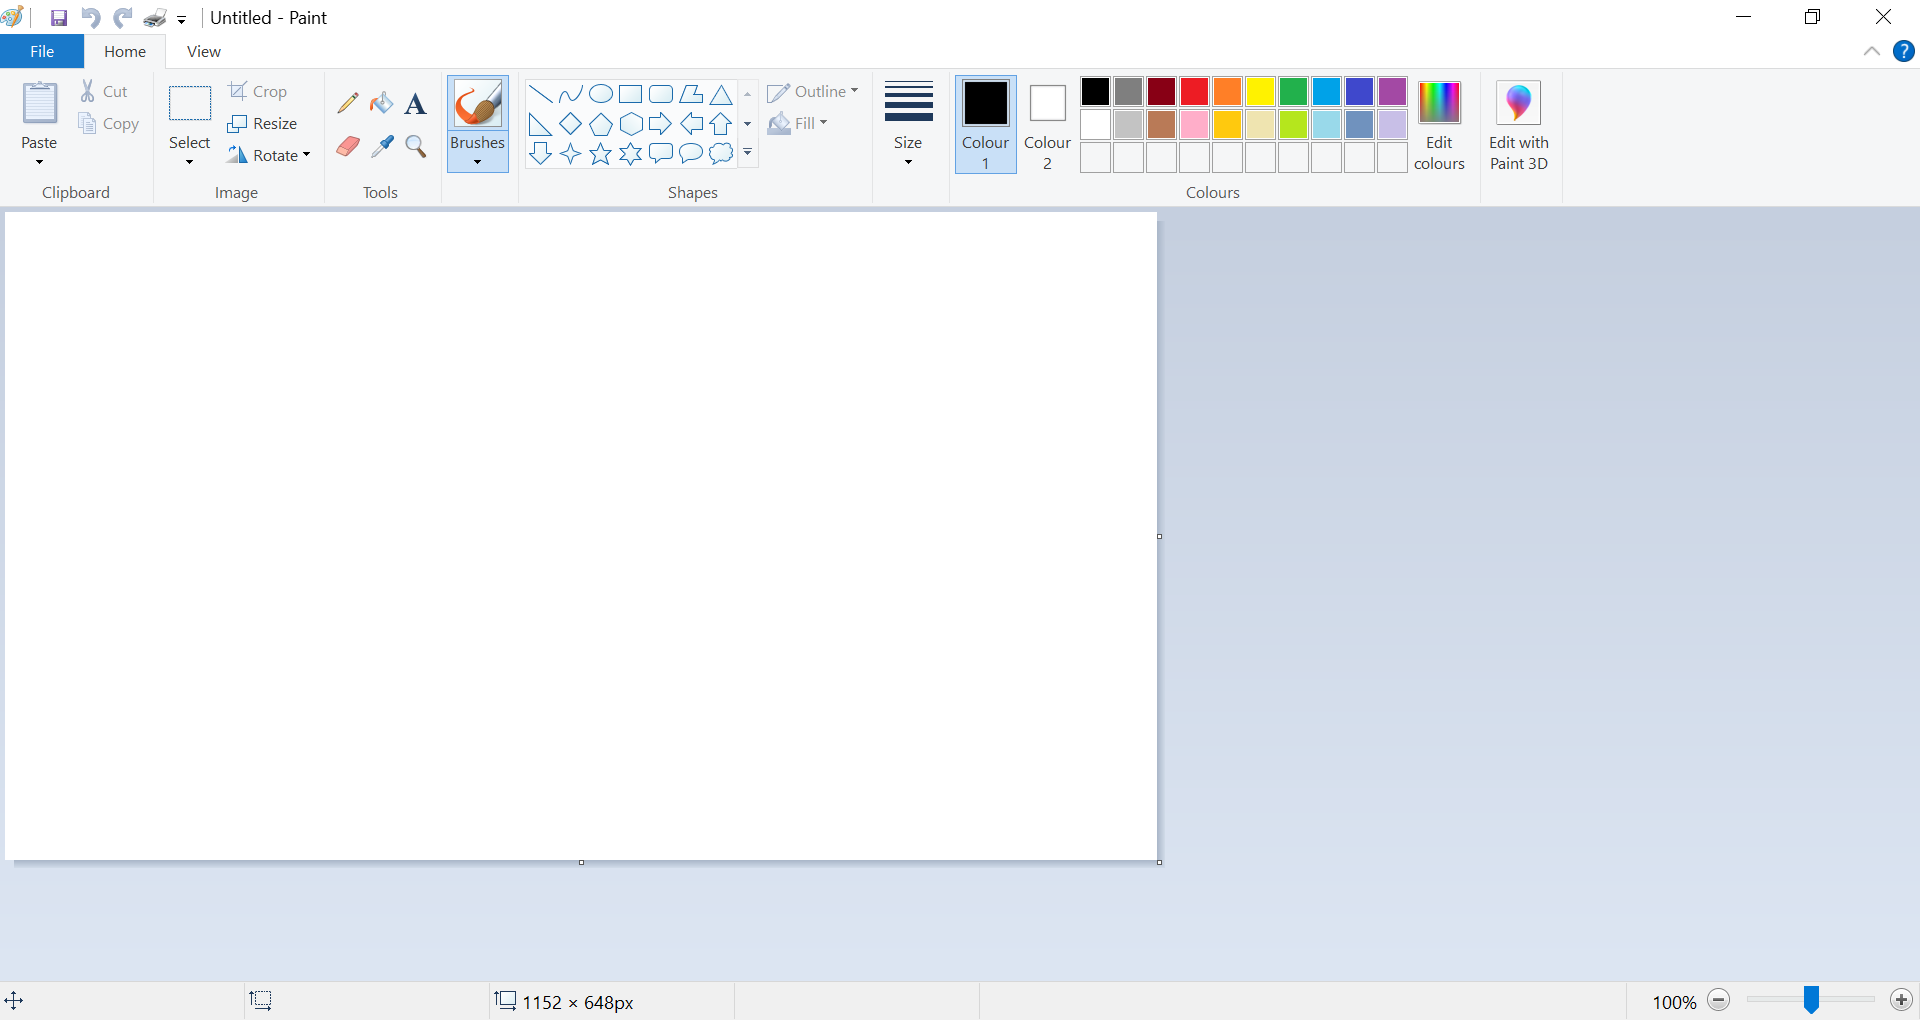 Untitled - Paint
File Home View ?
Paste
Cut
Copy
Clipboard
Select
Crop
Resize
Rotate
Image
A
Tools
Brushes
Shapes
Outline
Fill
Size
Colour
1
Colour
2
Colours
Edit
colours
Edit with
Paint 3D
1152 × 648px
100%